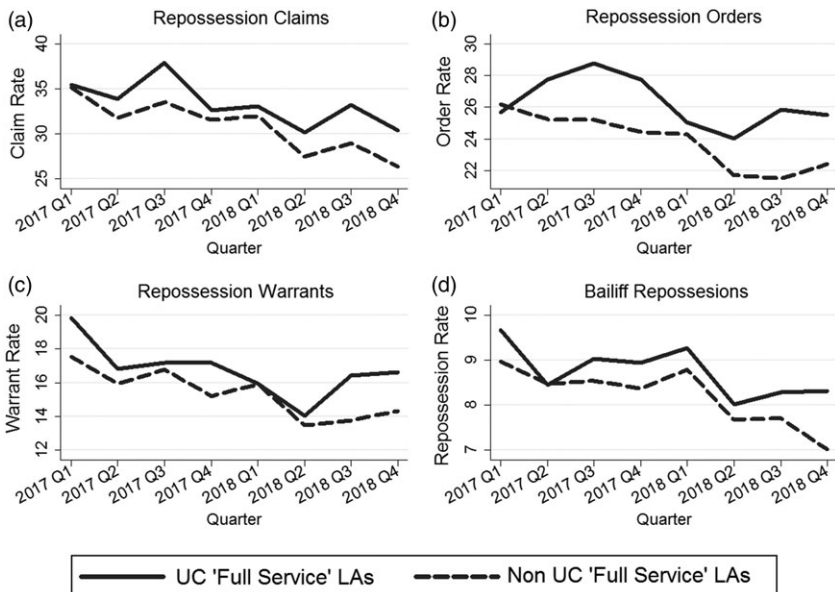 (a)
Repossession Claims
Claim Rate
40
35
30
25
2017 Q1
2017 Q2
2017 Q3
2017 Q4
2018 Q1
2018 Q2
2018 Q3
2018 Q4
Quarter
(b)
Repossession Orders
Order Rate
30
28
26
24
22
2017 Q1
2017 Q2
2017 Q3
2017 Q4
2018 Q1
2018 Q2
2018 Q3
2018 Q4
Quarter
(c)
Repossession Warrants
Warrant Rate
20
18
16
14
12
2017 Q1
2017 Q2
2017 Q3
2017 Q4
2018 Q1
2018 Q2
2018 Q3
2018 Q4
Quarter
(d)
Bailiff Repossesions
Repossession Rate
10
9
8
7
2017 Q1
2017 Q2
2017 Q3
2017 Q4
2018 Q1
2018 Q2
2018 Q3
2018 Q4
Quarter
UC 'Full Service' LAs
Non UC 'Full Service' LAs